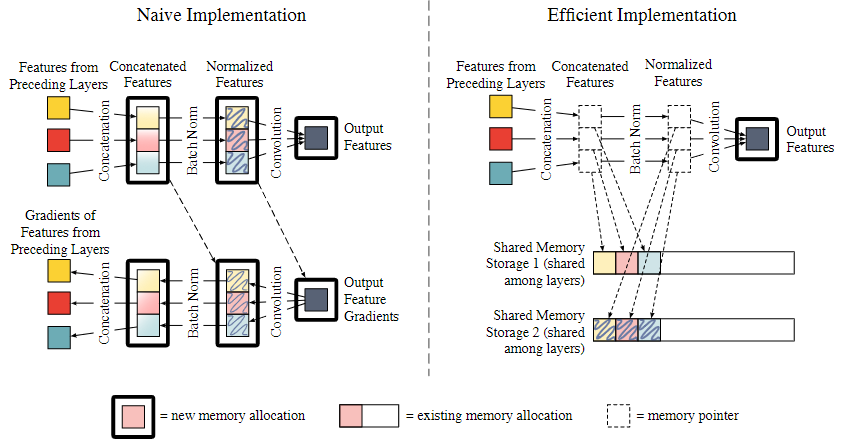 Naive Implementation
Features from
Preceding Layers
Concatenated
Features
Normalized
Features
Concatenation
Batch Norm
Convolution
Output
Features
Gradients of
Features from
Preceding Layers
Concatenation
Batch Norm
Convolution
Output
Feature
Gradients
Efficient Implementation
Features from
Preceding Layers
Concatenated
Features
Normalized
Features
Concatenation
Batch Norm
Convolution
Output
Features
Shared Memory
Storage 1 (shared
among layers)
Shared Memory
Storage 2 (shared
among layers)
= new memory allocation
= existing memory allocation
= memory pointer